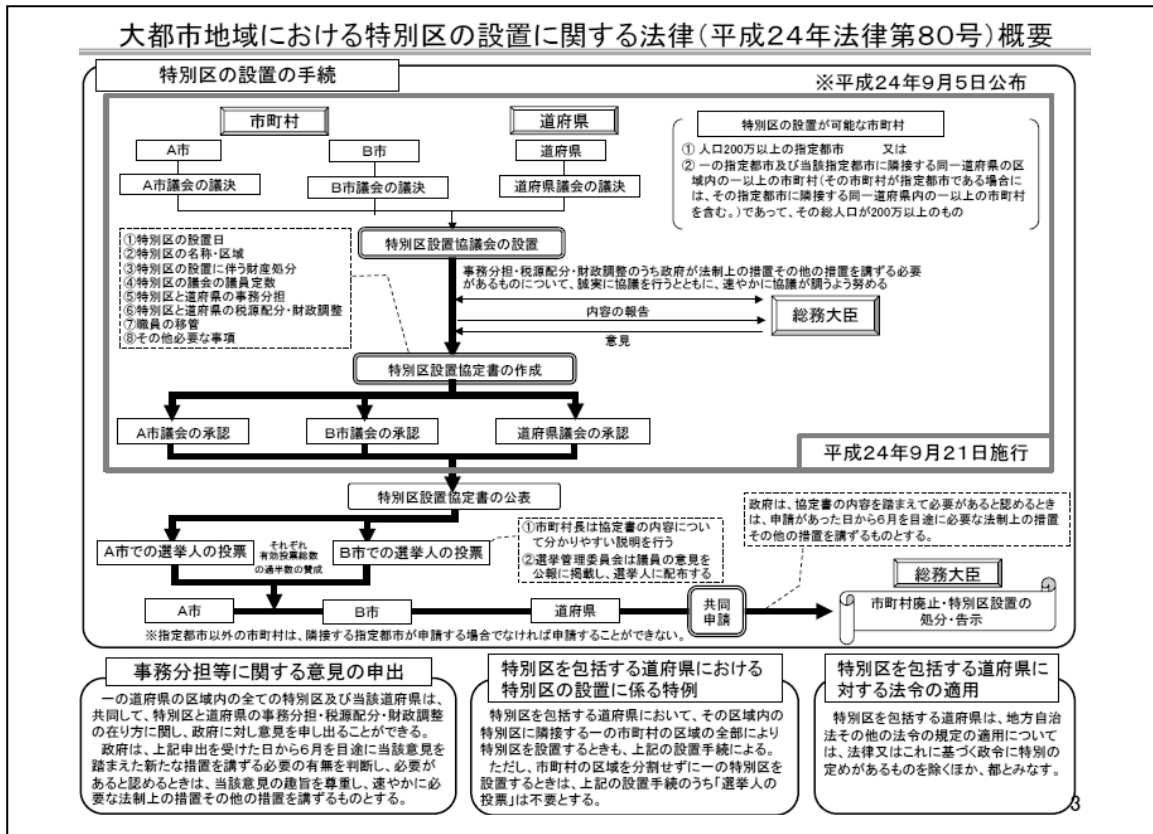 大都市地域における特別区の設置に関する法律(平成24年法律第80号)概要
特別区の設置の手続
※平成24年9月5日公布
市町村
道府県
A市
B市
道府県
A市議会の議決
B市議会の議決
道府県議会の議決
特別区の設置が可能な市町村
① 人口200万以上の指定都市 又は
② 一の指定都市及び当該指定都市に隣接する同一道府県の区
域内の一以上の市町村(その市町村が指定都市である場合に
は、その指定都市に隣接する同一道府県内の一以上の市町村
を含む。)であって、その総人口が200万以上のもの
特別区設置協議会の設置
①特別区の設置日
②特別区の名称・区域
③特別区の設置に伴う財産処分
④特別区の議会の議員定数
⑤特別区と道府県の事務分担
⑥特別区と道府県の税源配分・財政調整
⑦職員の移管
⑧その他必要な事項
事務分担・税源配分・財政調整のうち政府が法制上の措置その他の措置を講ずる必要
があるものについて、誠実に協議を行うとともに、速やかに協議が調うよう努める
内容の報告
意見
総務大臣
特別区設置協定書の作成
A市議会の承認
B市議会の承認
道府県議会の承認
平成24年9月21日施行
特別区設置協定書の公表
A市での選挙人の投票
それぞれ
有効投票総数
の過半数の賛成
B市での選挙人の投票
①市町村長は協定書の内容につい
て分かりやすい説明を行う
②選挙管理委員会は議員の意見を
公報に掲載し、選挙人に配布する
政府は、協定書の内容を踏まえて必要があると認めるとき
は、申請があった日から6月を目途に必要な法制上の措置
その他の措置を講ずるものとする。
総務大臣
A市
B市
道府県
共同
申請
市町村廃止・特別区設置の
処分・告示
※指定都市以外の市町村は、隣接する指定都市が申請する場合でなければ申請することができない。
事務分担等に関する意見の申出
一の道府県の区域内の全ての特別区及び当該道府県は、
共同して、特別区と道府県の事務分担・税源配分・財政調整
の在り方に関し、政府に対し意見を申し出ることができる。
政府は、上記申出を受けた日から6月を目途に当該意見を
踏まえた新たな措置を講ずる必要の有無を判断し、必要が
あると認めるときは、当該意見の趣旨を尊重し、速やかに必
要な法制上の措置その他の措置を講ずるものとする。
特別区を包括する道府県における
特別区の設置に係る特例
特別区を包括する道府県において、その区域内の
特別区に隣接する一の市町村の区域の全部により
特別区を設置するときも、上記の設置手続による。
ただし、市町村の区域を分割せずに一の特別区を
設置するときは、上記の設置手続のうち「選挙人の
投票」は不要とする。
特別区を包括する道府県に
対する法令の適用
特別区を包括する道府県は、地方自治
法その他の法令の規定の適用について
は、法律又はこれに基づく政令に特別の
定めがあるものを除くほか、都とみなす。
3